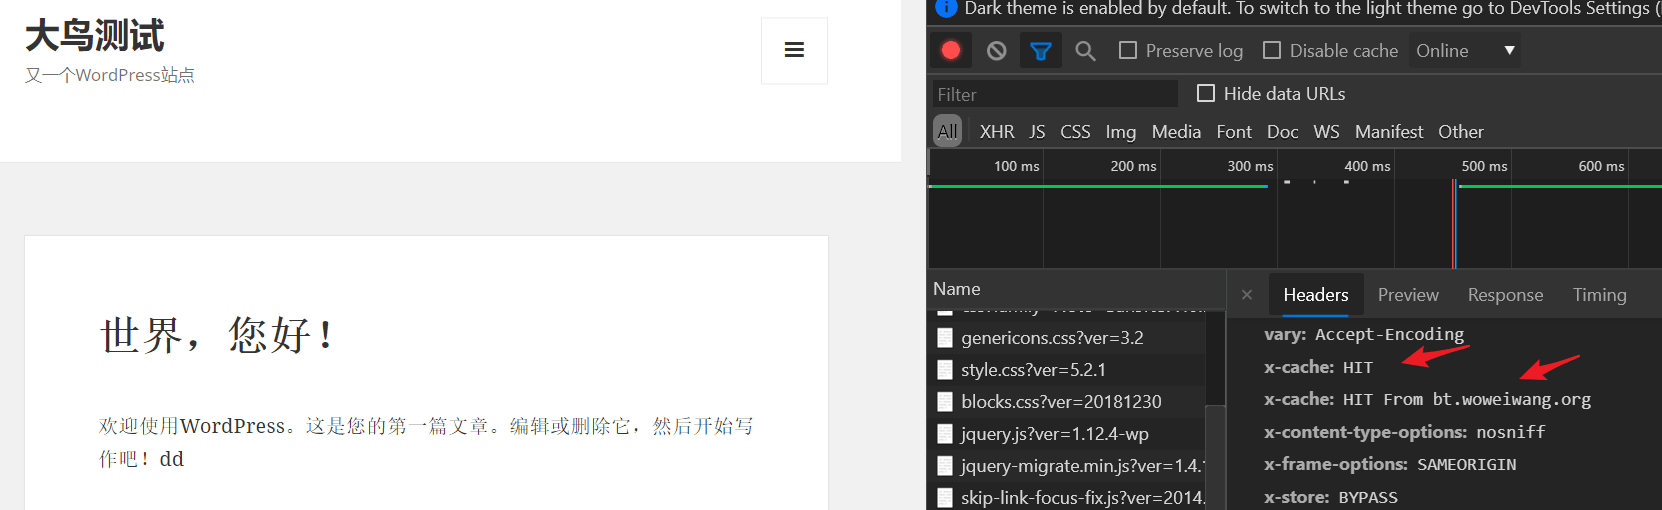 大鸟测试
又一个WordPress站点
世界，您好！
欢迎使用WordPress。这是您的第一篇文章。编辑或删除它，然后开始写
作吧！dd
Dark theme is enabled by default. To switch to the light theme go to DevTools Settings
Preserve log Disable cache Online
Filter Hide data URLs
All XHR JS CSS Img Media Font Doc WS Manifest Other
100 ms 200 ms 300 ms 400 ms 500 ms 600 ms
Name
genericons.css?ver=3.2
style.css?ver=5.2.1
blocks.css?ver=20181230
jquery.js?ver=1.12.4-wp
jquery-migrate.min.js?ver=1.4.1
skip-link-focus-fix.js?ver=2014
Headers Preview Response Timing
vary: Accept-Encoding
x-cache: HIT
x-cache: HIT From bt.woweiwang.org
x-content-type-options: nosniff
x-frame-options: SAMEORIGIN
x-store: BYPASS